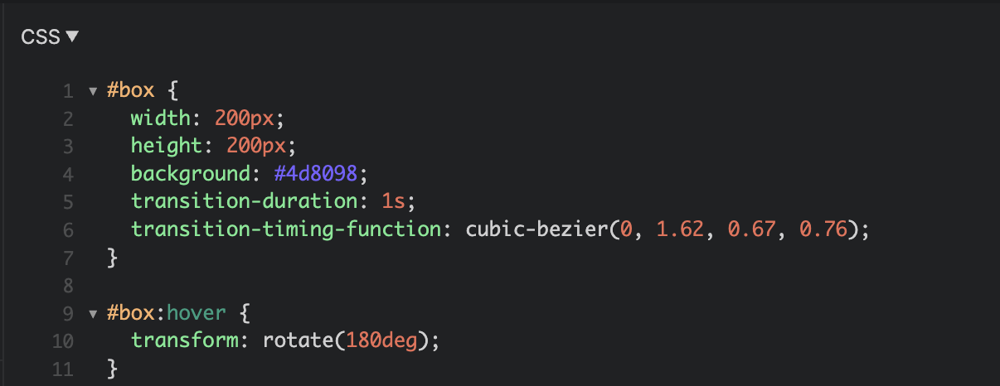 CSS ▼
1 ▼ #box {
2 width: 200px;
3 height: 200px;
4 background: #4d8098;
5 transition-duration: 1s;
6 transition-timing-function: cubic-bezier(0, 1.62, 0.67, 0.76);
7 }
8
9 ▼ #box:hover {
10 transform: rotate(180deg);
11 }